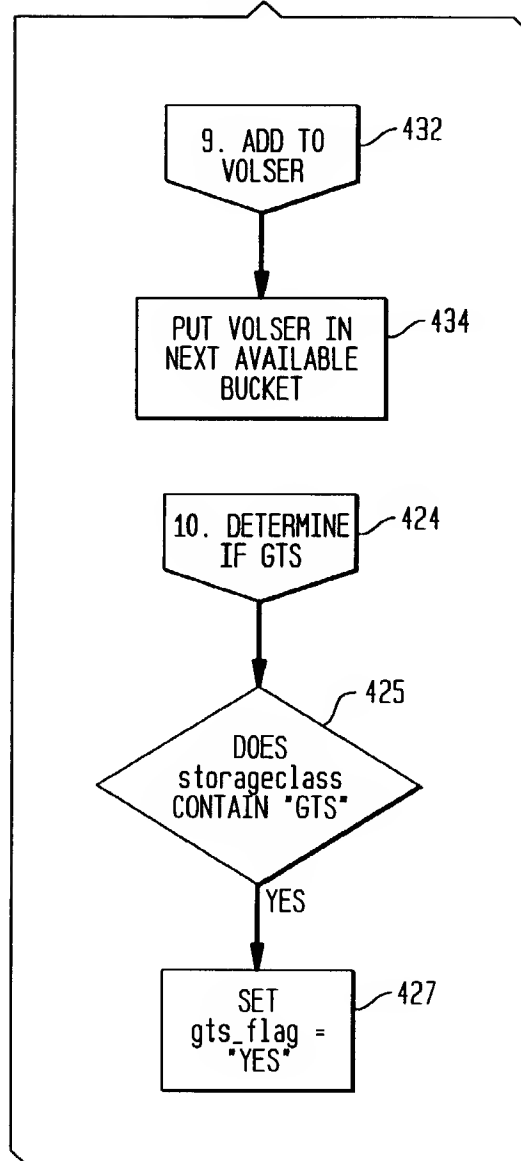 9. ADD TO
VOLSER
432
PUT VOLSER IN
NEXT AVAILABLE
BUCKET
434
10. DETERMINE
IF GTS
424
DOES
storageclass
CONTAIN "GTS"
425
YES
SET
gts_flag =
"YES"
427